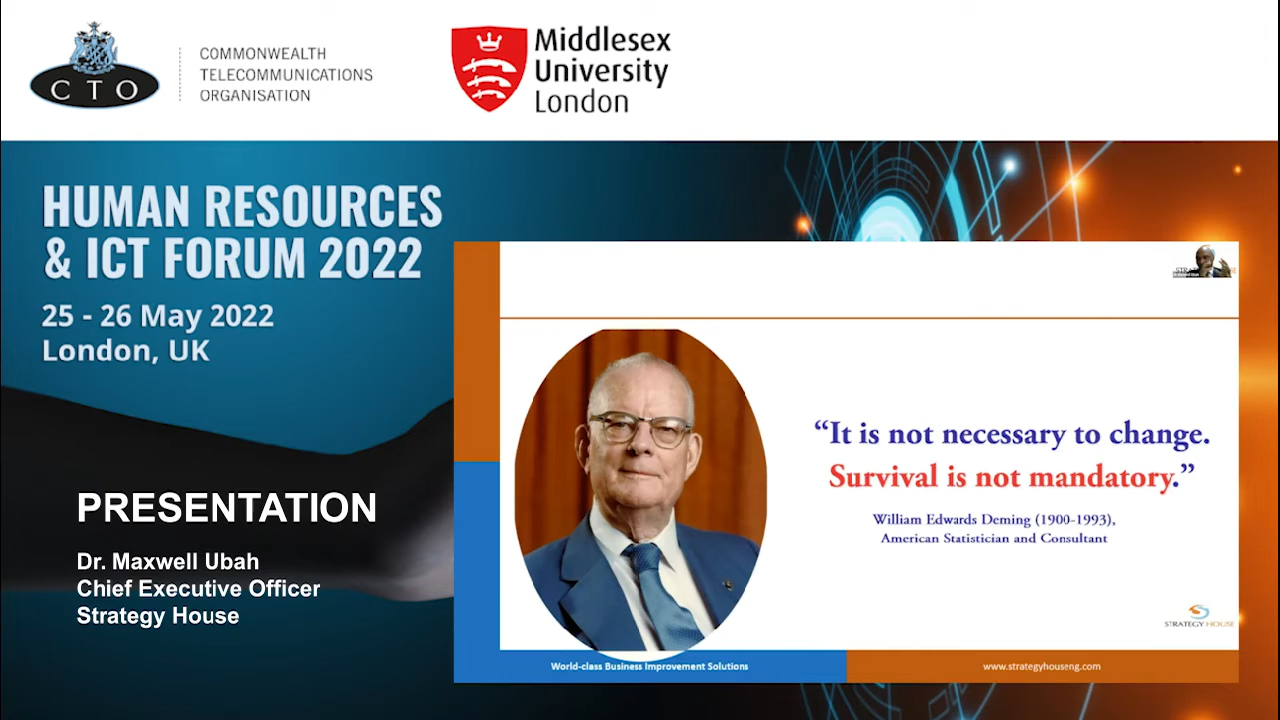 CTO
COMMONWEALTH
TELECOMMUNICATIONS
ORGANISATION
Middlesex
University
London
HUMAN RESOURCES
& ICT FORUM 2022
25 - 26 May 2022
London, UK
PRESENTATION
Dr. Maxwell Ubah
Chief Executive Officer
Strategy House
“It is not necessary to change.
Survival is not mandatory.”
William Edwards Deming (1900-1993),
American Statistician and Consultant
STRATEGY HOUSE
World-class Business Improvement Solutions
www.strategyhouseng.com